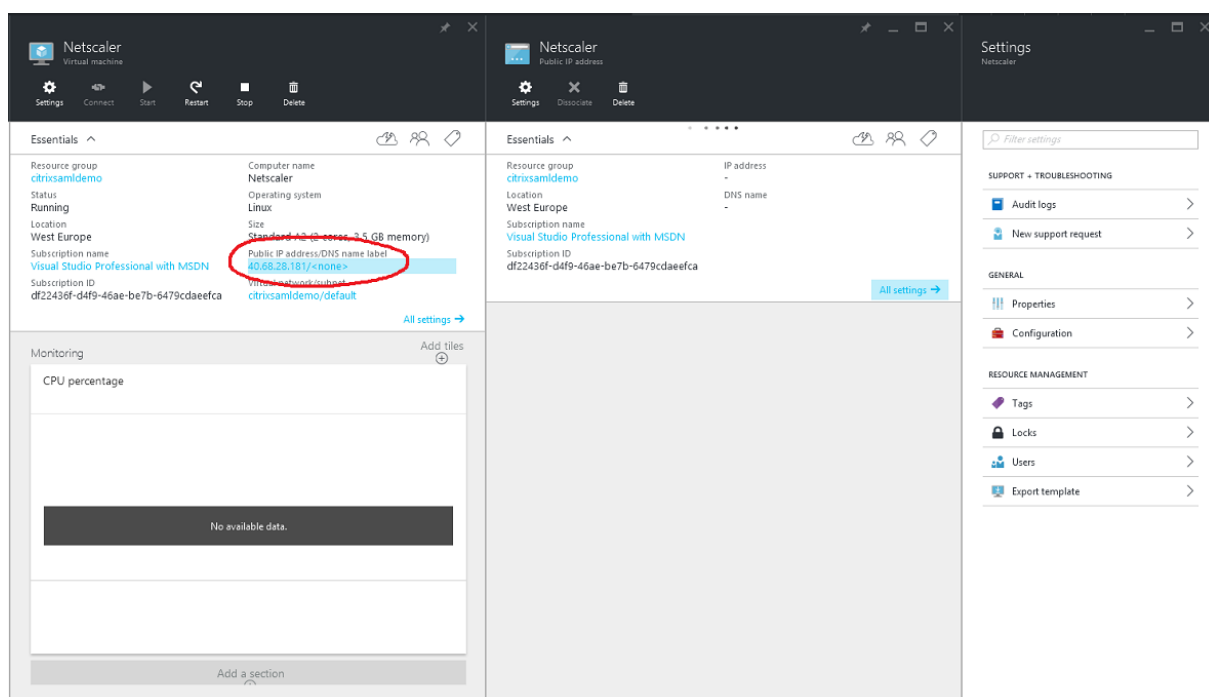 Netscaler
Virtual machine
Settings Connect Start Restart Stop Delete
Essentials
Resource group
citrixsamldemo
Status
Running
Location
West Europe
Subscription name
Visual Studio Professional with MSDN
Subscription ID
df22436f-d4f9-46ae-be7b-6479cdaeefca
Computer name
Netscaler
Operating system
Linux
Size
Standard A2 (2 cores, 3.5 GB memory)
Public IP address/DNS name label
40.68.28.181/<none>
Virtual network/subnet
citrixsamldemo/default
All settings →
Monitoring
Add tiles
CPU percentage
No available data.
Add a section
Netscaler
Public IP address
Settings Dissociate Delete
Essentials
Resource group
citrixsamldemo
Location
West Europe
Subscription name
Visual Studio Professional with MSDN
Subscription ID
df22436f-d4f9-46ae-be7b-6479cdaeefca
IP address
-
DNS name
-
All settings →
Settings
Netscaler
Filter settings
SUPPORT + TROUBLESHOOTING
Audit logs
New support request
GENERAL
Properties
Configuration
RESOURCE MANAGEMENT
Tags
Locks
Users
Export template